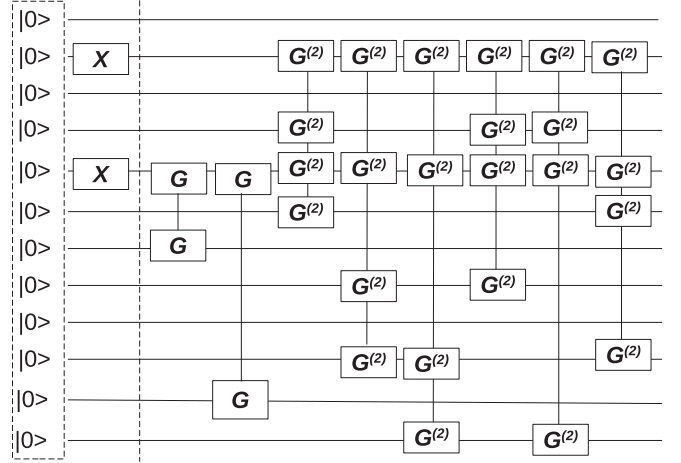 |0>
|0> X G(2) G(2) G(2) G(2) G(2) G(2)
|0>
|0> G(2) G(2) G(2)
|0> X G G G(2) G(2) G(2) G(2) G(2) G(2)
|0> G(2) G(2)
|0> G
|0> G(2) G(2)
|0>
|0> G(2) G(2) G(2)
|0> G
|0> G(2) G(2)